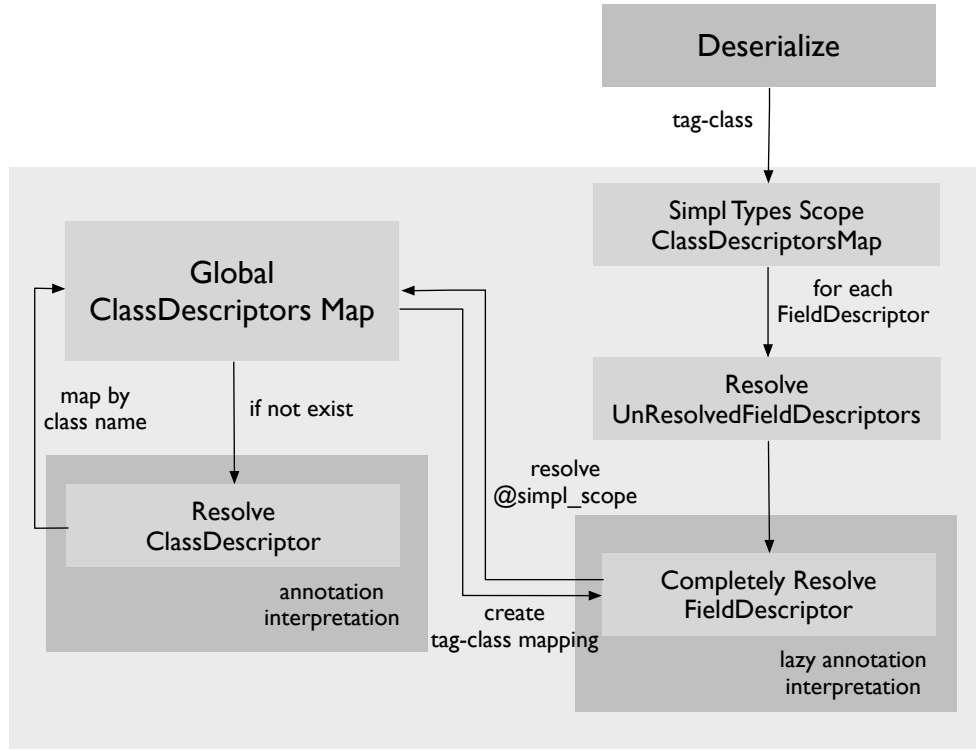 Deserialize
tag-class
Simpl Types Scope
ClassDescriptorsMap
for each
FieldDescriptor
Resolve
UnResolvedFieldDescriptors
Global
ClassDescriptors Map
map by
class name
if not exist
Resolve
ClassDescriptor
annotation
interpretation
resolve
@simpl_scope
create
tag-class mapping
Completely Resolve
FieldDescriptor
lazy annotation
interpretation